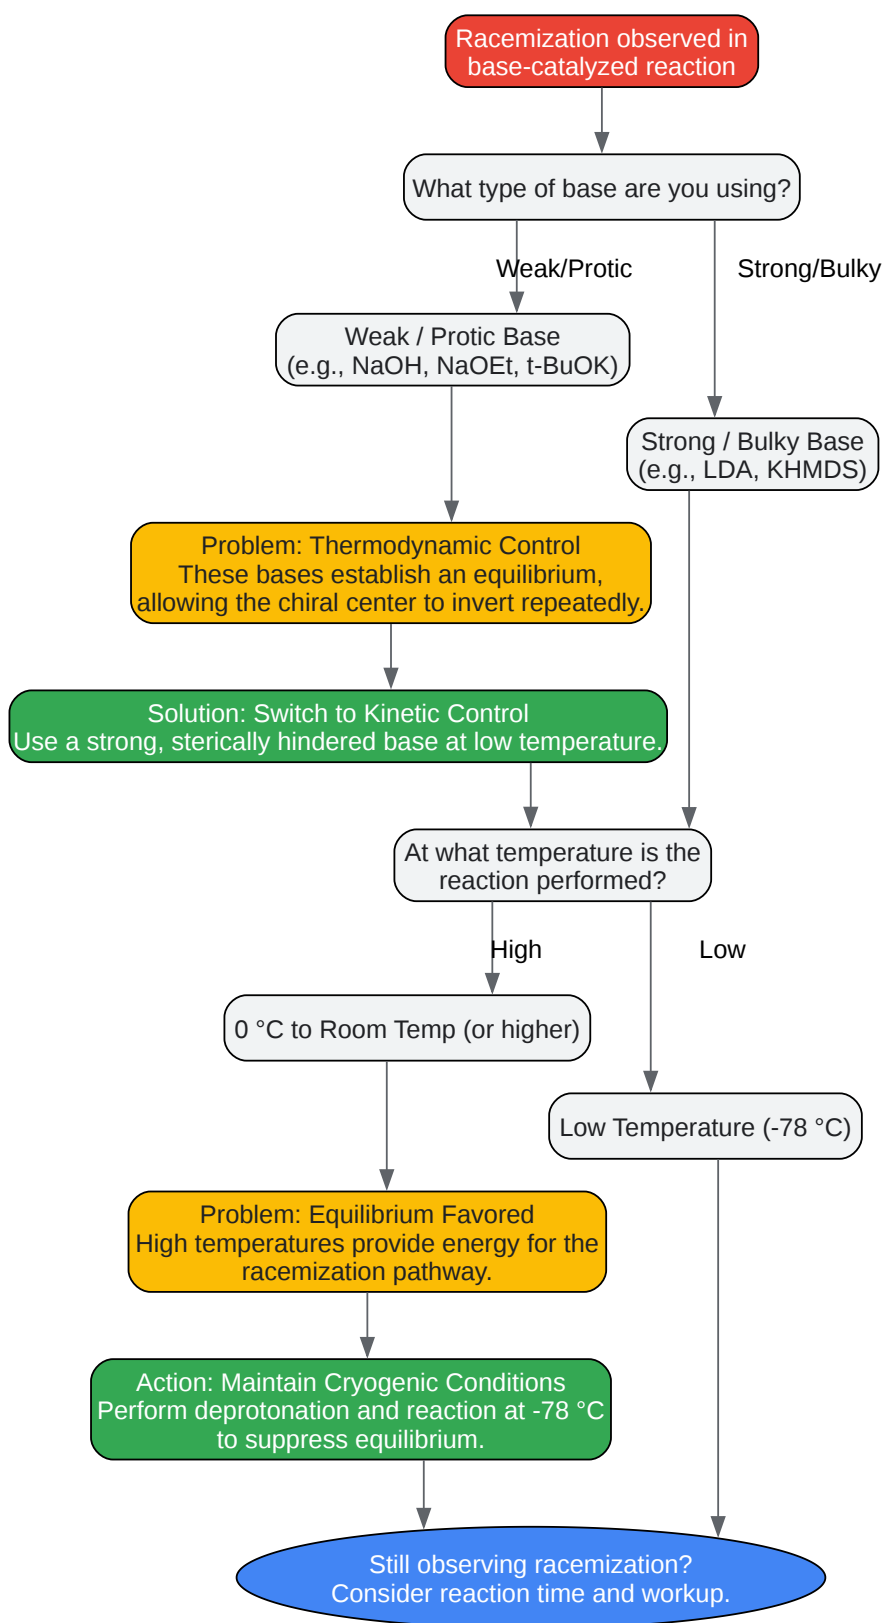 Racemization observed in
base-catalyzed reaction
What type of base are you using?
Weak/Protic
Strong/Bulky
Weak / Protic Base
(e.g., NaOH, NaOEt, t-BuOK)
Strong / Bulky Base
(e.g., LDA, KHMDS)
Problem: Thermodynamic Control
These bases establish an equilibrium,
allowing the chiral center to invert repeatedly.
Solution: Switch to Kinetic Control
Use a strong, sterically hindered base at low temperature.
At what temperature is the
reaction performed?
High
Low
0 °C to Room Temp (or higher)
Low Temperature (-78 °C)
Problem: Equilibrium Favored
High temperatures provide energy for the
racemization pathway.
Action: Maintain Cryogenic Conditions
Perform deprotonation and reaction at -78 °C
to suppress equilibrium.
Still observing racemization?
Consider reaction time and workup.